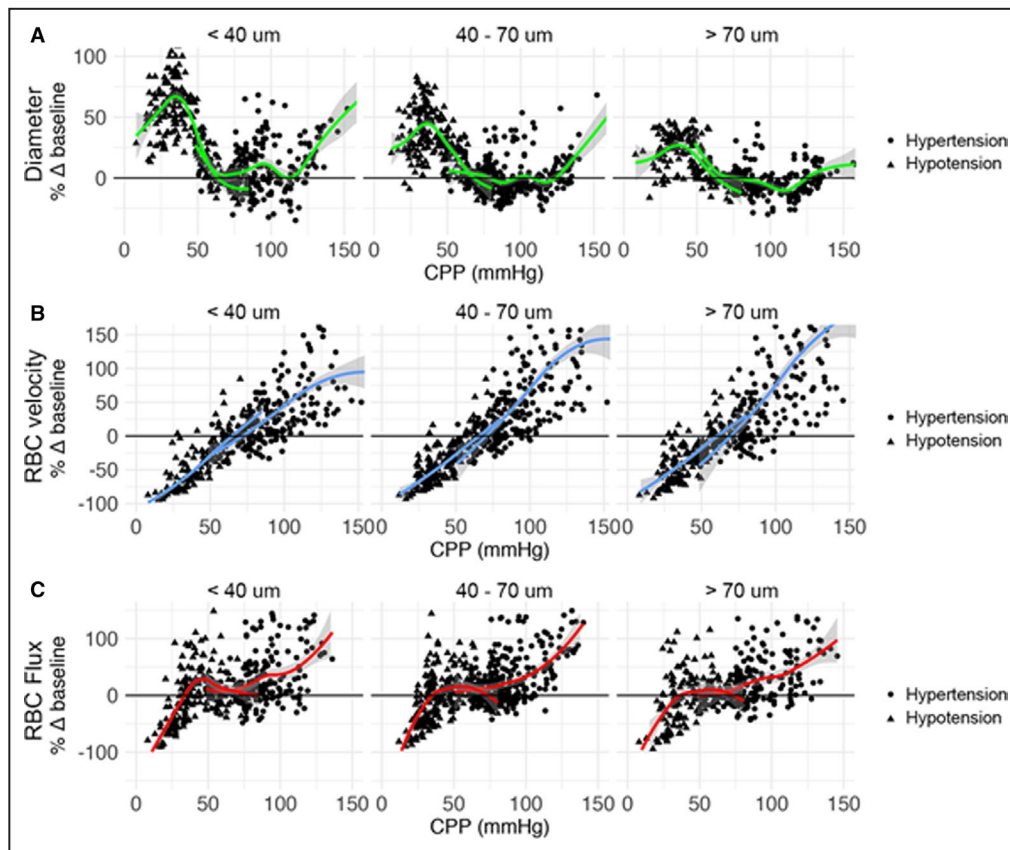 A
< 40 um
40 - 70 um
> 70 um
Diameter
% Δ baseline
100
50
0
0 50 100 150
0 50 100 150
0 50 100 150
CPP (mmHg)
Hypertension
Hypotension
B
< 40 um
40 - 70 um
> 70 um
RBC velocity
% Δ baseline
150
100
50
0
-50
-100
0 50 100 150
0 50 100 150
0 50 100 150
CPP (mmHg)
Hypertension
Hypotension
C
< 40 um
40 - 70 um
> 70 um
RBC Flux
% Δ baseline
100
0
-100
0 50 100 150
0 50 100 150
0 50 100 150
CPP (mmHg)
Hypertension
Hypotension